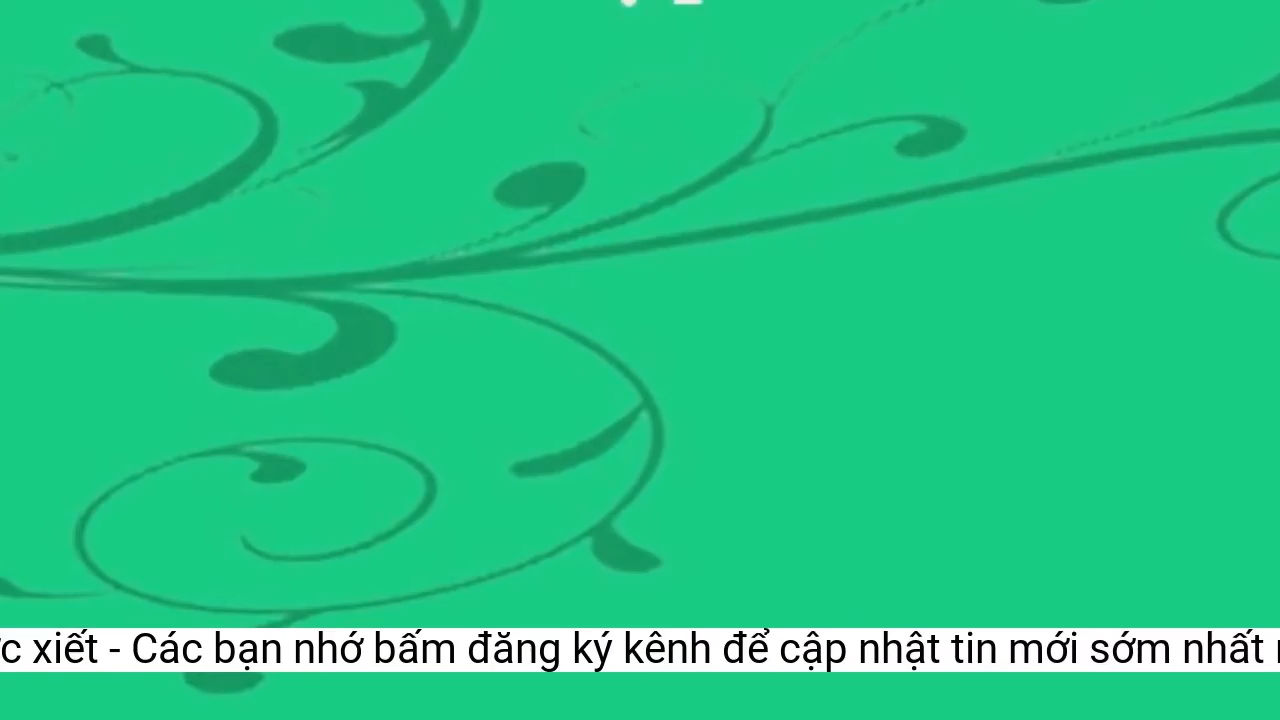 xiết - Các bạn nhớ bấm đăng ký kênh để cập nhật tin mới sớm nhất